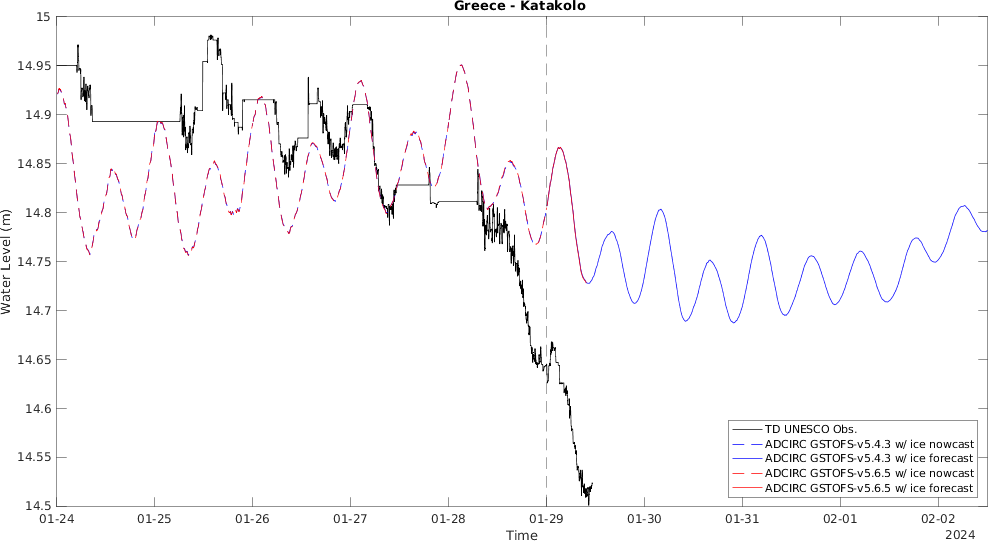 Greece - Katakolo
15
14.95
14.9
14.85
14.8
14.75
14.7
14.65
14.6
14.55
14.5
Water Level (m)
01-24
01-25
01-26
01-27
01-28
01-29
01-30
01-31
02-01
02-02
Time
2024
TD UNESCO Obs.
ADCIRC GSTOFS-v5.4.3 w/ ice nowcast
ADCIRC GSTOFS-v5.4.3 w/ ice forecast
ADCIRC GSTOFS-v5.6.5 w/ ice nowcast
ADCIRC GSTOFS-v5.6.5 w/ ice forecast